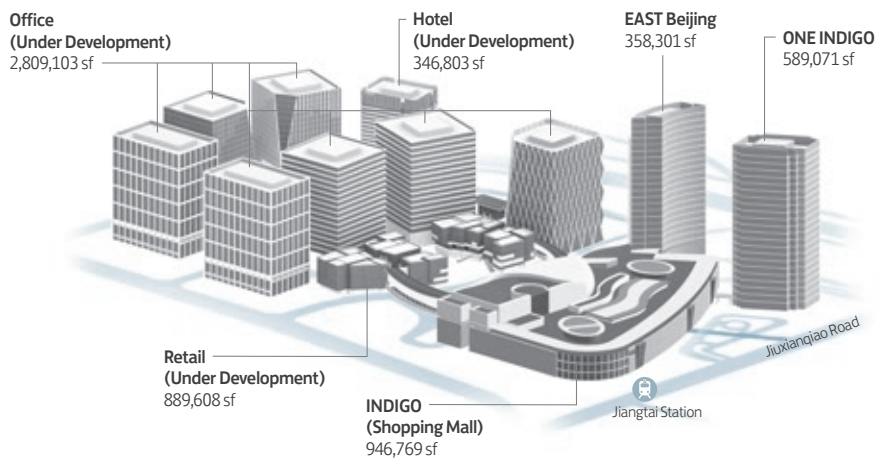 Office
(Under Development)
2,809,103 sf
Hotel
(Under Development)
346,803 sf
EAST Beijing
358,301 sf
ONE INDIGO
589,071 sf
Retail
(Under Development)
889,608 sf
INDIGO
(Shopping Mall)
946,769 sf
Jiangtai Station
Jiuxianqiao Road